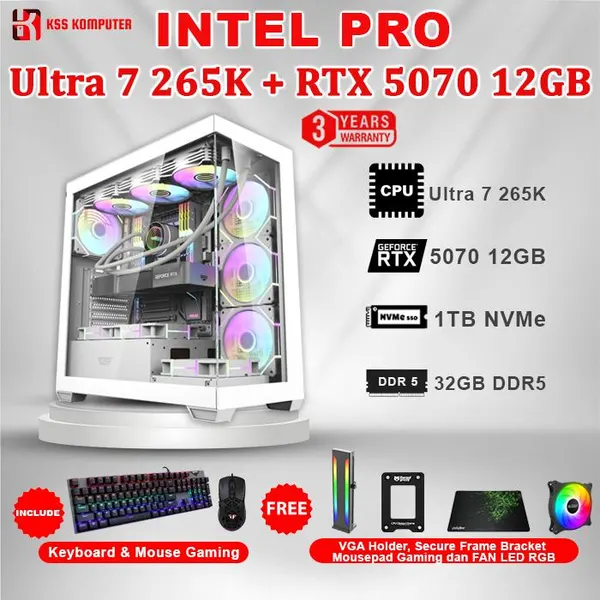 KSS KOMPUTER
INTEL PRO
Ultra 7 265K + RTX 5070 12GB
3 YEARS
WARRANTY
CPU
Ultra 7 265K
GEFORCE
RTX
5070 12GB
NVMe SSD
1TB NVMe
DDR 5
32GB DDR5
GEFORCE RTX
INCLUDE
Keyboard & Mouse Gaming
FREE
VGA Holder, Secure Frame Bracket
Mousepad Gaming dan FAN LED RGB